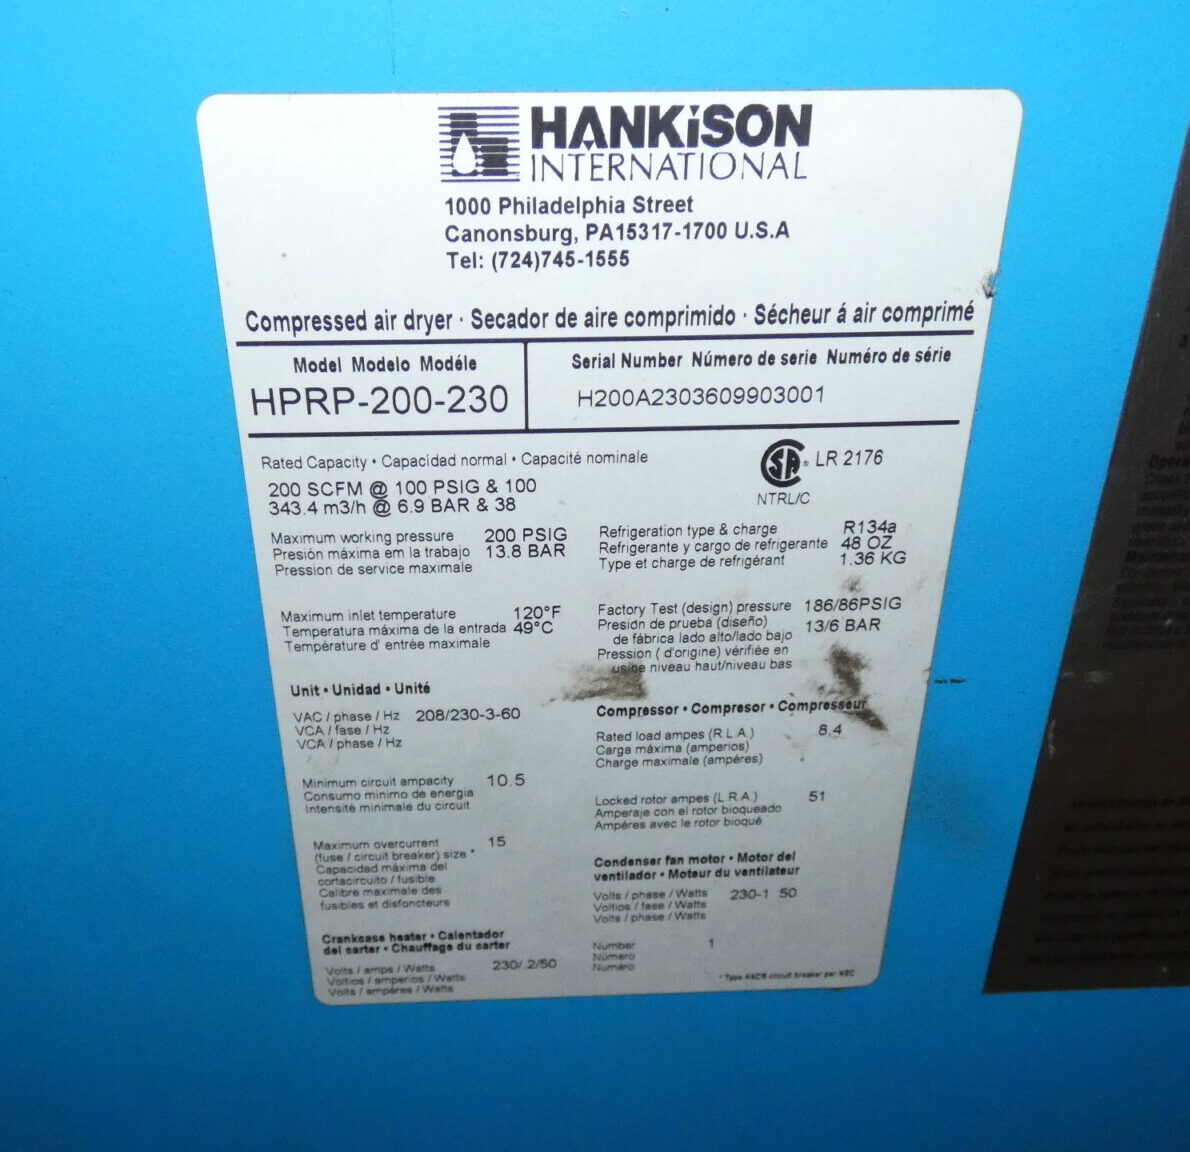 HANKiSON
INTERNATIONAL
1000 Philadelphia Street
Canonsburg, PA15317-1700 U.S.A
Tel: (724)745-1555
Compressed air dryer · Secador de aire comprimido · Sécheur á air comprimé
Model Modelo Modéle
HPRP-200-230
Serial Number Número de serie Numéro de série
H200A2303609903001
Rated Capacity • Capacidad normal • Capacité nominale
200 SCFM @ 100 PSIG & 100
343.4 m3/h @ 6.9 BAR & 38
SA LR 2176
NTRL/C
Maximum working pressure 200 PSIG
Presión máxima em la trabajo 13.8 BAR
Pression de service maximale
Refrigeration type & charge R134a
Refrigerante y cargo de refrigerante 48 OZ
Type et charge de refrigérant 1.36 KG
Maximum inlet temperature 120°F
Temperatura máxima de la entrada 49°C
Température d' entrée maximale
Factory Test (design) pressure 186/86PSIG
Presión de prueba (diseño) 13/6 BAR
de fábrica lado alto/lado bajo
Pression ( d'origine) vérifiée en
usine niveau haut/niveau bas
Unit • Unidad • Unité
VAC / phase / Hz 208/230-3-60
VCA / fase / Hz
VCA / phase / Hz
Compressor • Compresor • Compresseur
Rated load ampes (R.L.A.) 8.4
Carga máxima (amperios)
Charge maximale (ampéres)
Minimum circuit ampacity 10.5
Consumo minimo de energia
Intensité minimale du circuit
Locked rotor ampes (L.R.A.) 51
Amperaje con el rotor bloqueado
Ampéres avec le rotor bloqué
Maximum overcurrent 15
(fuse / circuit breaker) size *
Capacidad máxima del
cortacircuito / fusible
Calibre maximale des
fusibles et disfoncteurs
Condenser fan motor • Motor del
ventilador • Moteur du ventilateur
Volts / phase / Watts 230-1 50
Voltios / fase / Watts
Volts / phase / Watts
Crankcase heater • Calentador
del carter • Chauffage du carter
Volts / amps / Watts 230/.2/50
Voltios / amperios / Watts
Volts / ampéres / Watts
Number 1
Número
Numéro
* Type HACR circuit breaker per NEC